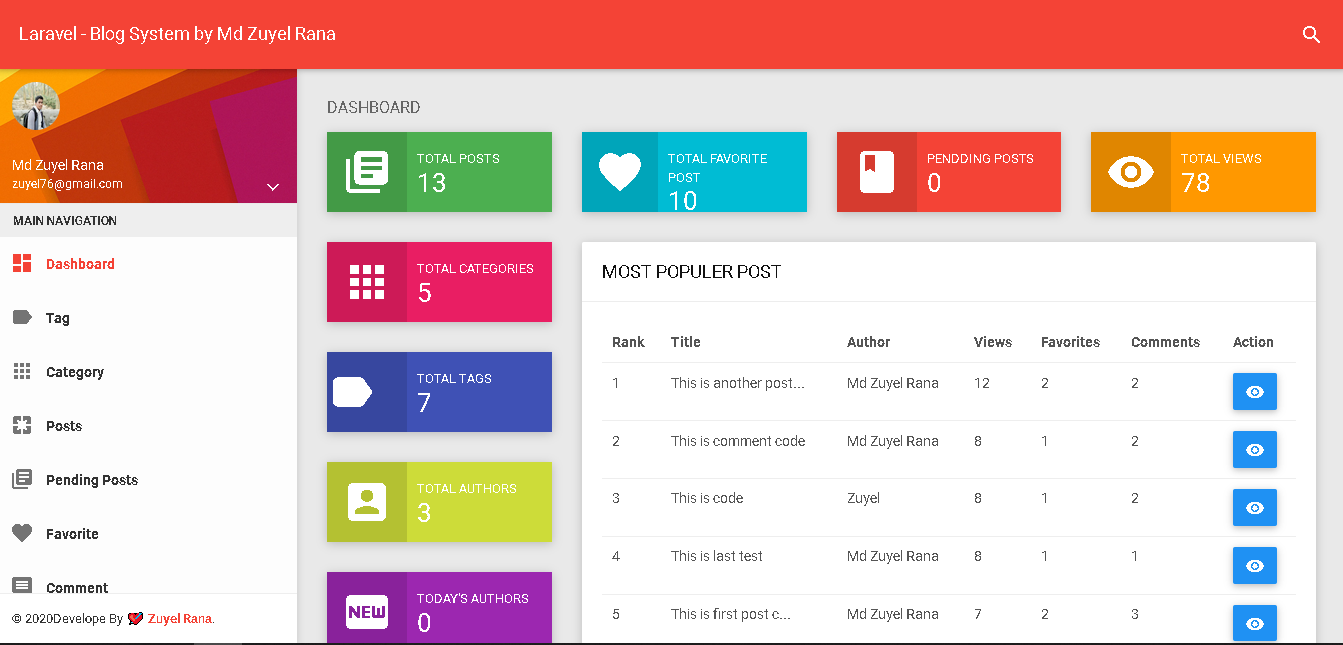 Laravel - Blog System by Md Zuyel Rana
Md Zuyel Rana
zuyel76@gmail.com
MAIN NAVIGATION
Dashboard
Tag
Category
Posts
Pending Posts
Favorite
Comment
© 2020Develope By Zuyel Rana.
DASHBOARD
TOTAL POSTS
13
TOTAL FAVORITE
POST
10
PENDDING POSTS
0
TOTAL VIEWS
78
TOTAL CATEGORIES
5
TOTAL TAGS
7
TOTAL AUTHORS
3
NEW
TODAY'S AUTHORS
0
MOST POPULER POST
Rank Title Author Views Favorites Comments Action
1 This is another post... Md Zuyel Rana 12 2 2
2 This is comment code Md Zuyel Rana 8 1 2
3 This is code Zuyel 8 1 2
4 This is last test Md Zuyel Rana 8 1 1
5 This is first post c... Md Zuyel Rana 7 2 3